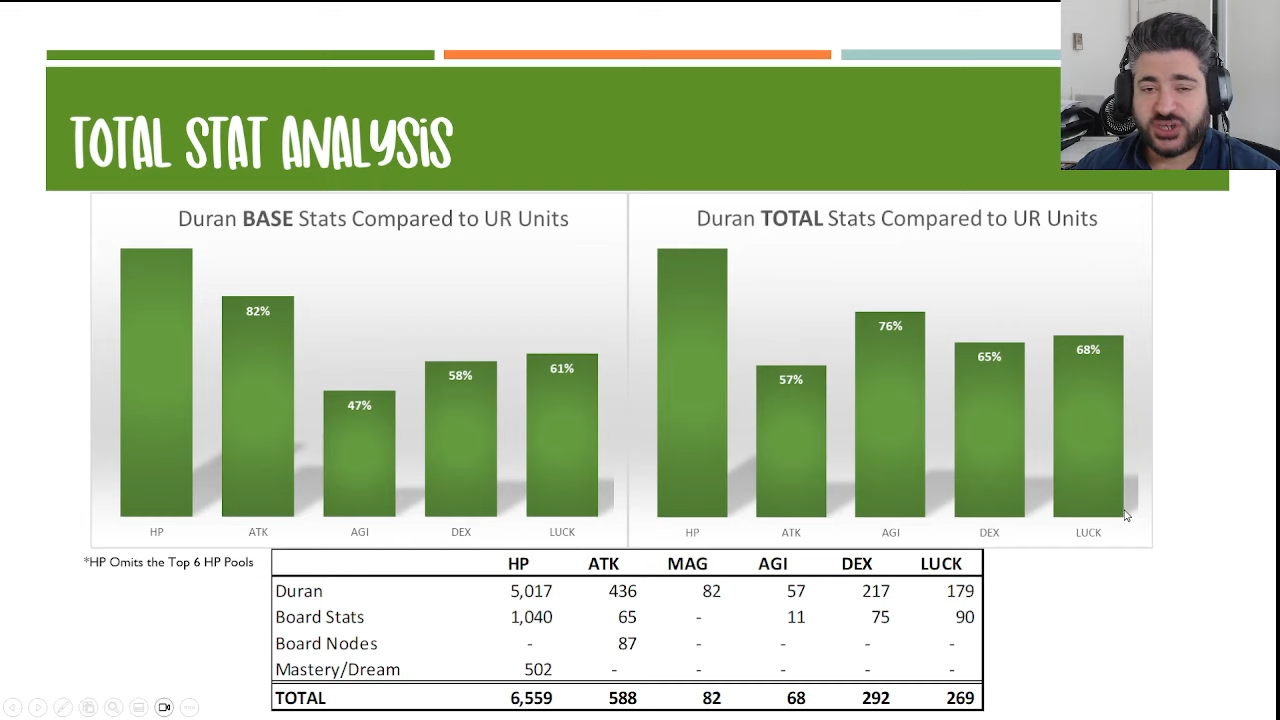 TOTAL STAT ANALYSIS
Duran BASE Stats Compared to UR Units
82%
47%
58%
61%
HP ATK AGI DEX LUCK
Duran TOTAL Stats Compared to UR Units
57%
76%
65%
68%
HP ATK AGI DEX LUCK
*HP Omits the Top 6 HP Pools
HP ATK MAG AGI DEX LUCK
Duran 5,017 436 82 57 217 179
Board Stats 1,040 65 - 11 75 90
Board Nodes - 87 - - - -
Mastery/Dream 502 - - - - -
TOTAL 6,559 588 82 68 292 269